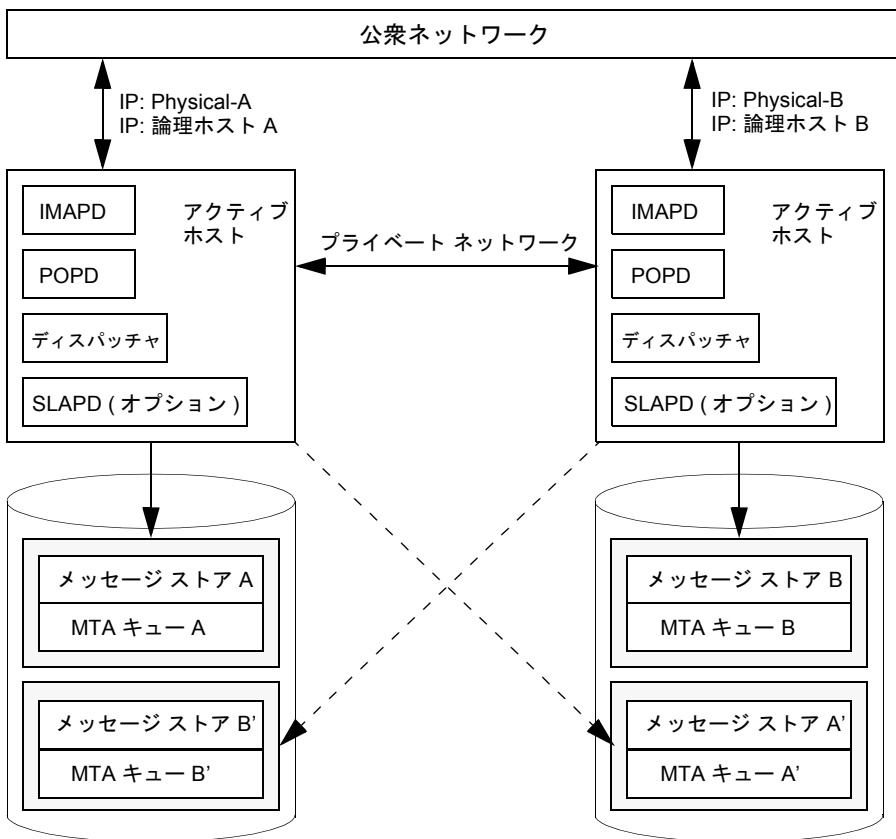 公衆ネットワーク
IP: Physical-A
IP: 論理ホスト A
IP: Physical-B
IP: 論理ホスト B
IMAPD
アクティブ
ホスト
POPD
ディスパッチャ
SLAPD ( オプション )
プライベート ネットワーク
IMAPD
アクティブ
ホスト
POPD
ディスパッチャ
SLAPD ( オプション )
メッセージ ストア A
MTA キュー A
メッセージ ストア B’
MTA キュー B’
メッセージ ストア B
MTA キュー B
メッセージ ストア A’
MTA キュー A’